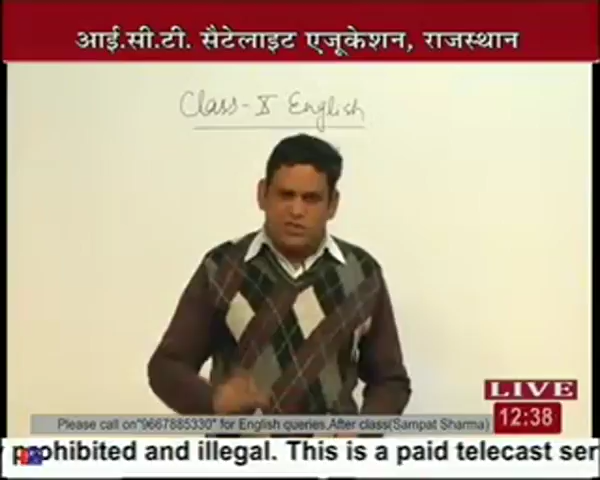 आई.सी.टी. सैटेलाइट एजूकेशन, राजस्थान
Class-X English
LIVE
12:38
Please call on"9667885330" for English queries,After class(Sampat Sharma)
prohibited and illegal. This is a paid telecast ser